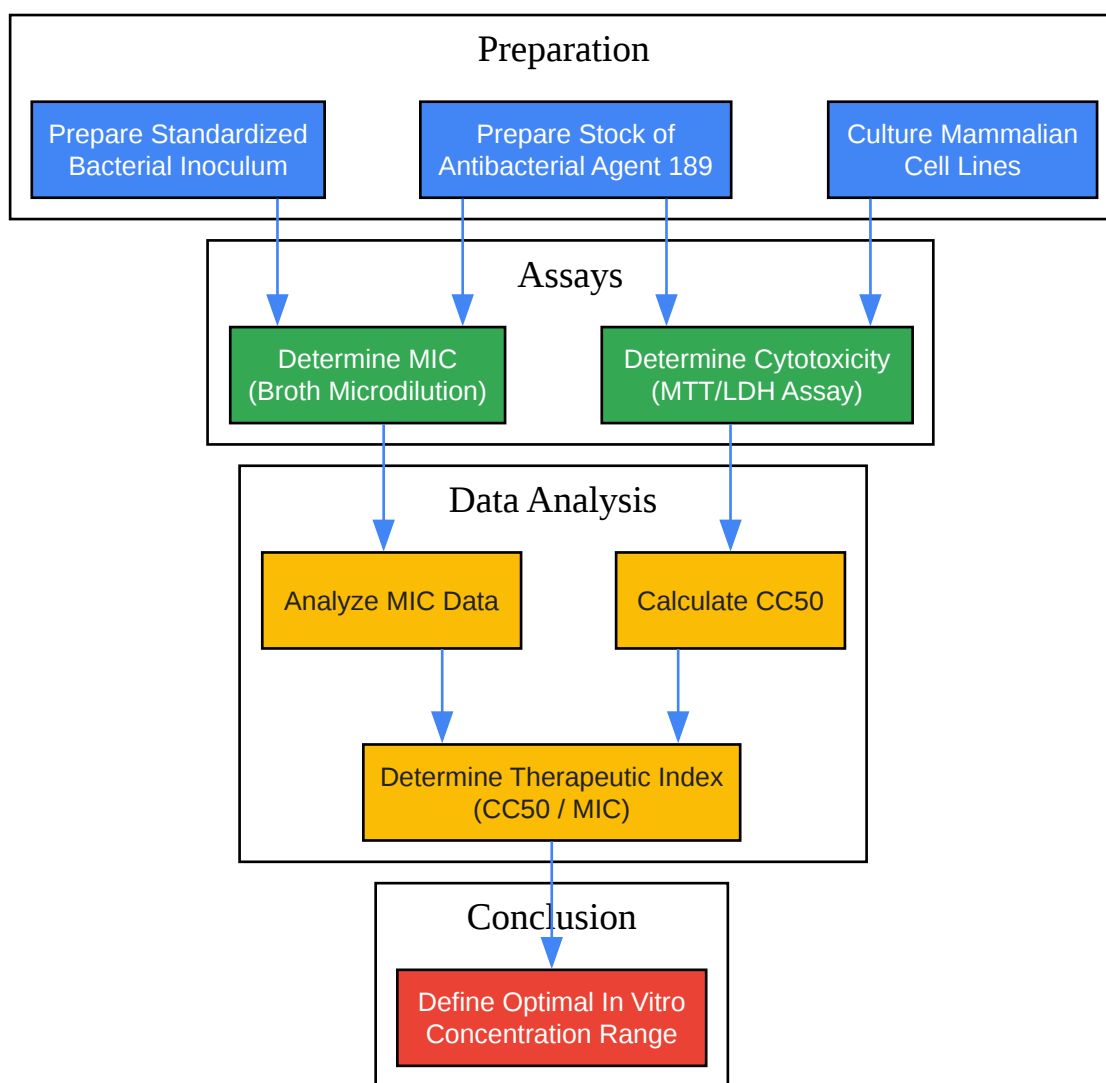 Preparation
Prepare Standardized
Bacterial Inoculum
Prepare Stock of
Antibacterial Agent 189
Culture Mammalian
Cell Lines
Assays
Determine MIC
(Broth Microdilution)
Determine Cytotoxicity
(MTT/LDH Assay)
Data Analysis
Analyze MIC Data
Calculate CC50
Determine Therapeutic Index
(CC50 / MIC)
Conclusion
Define Optimal In Vitro
Concentration Range